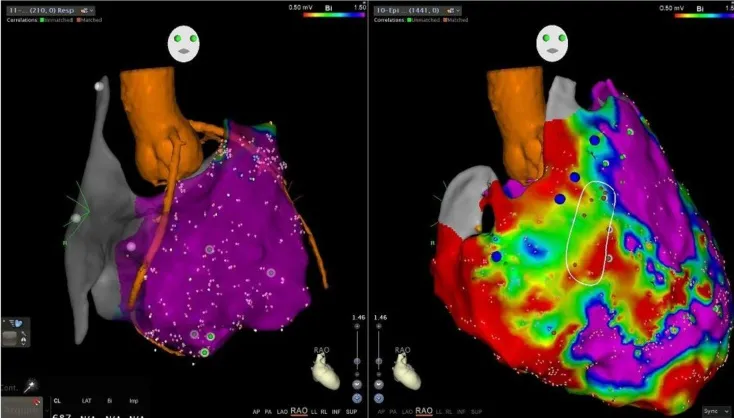 11-... (210, 0) Resp
Correlations: Unmatched Matched
0.50 mV Bi 1.50
R
1.46
RAO
Cont.
CL LAT Bi Imp
AP PA LAO RAO LL RL INF SUP
10-Epi... (1441, 0)
Correlations: Unmatched Matched
0.50 mV Bi 1.50
R
1.46
RAO
AP PA LAO RAO LL RL INF SUP
Sync